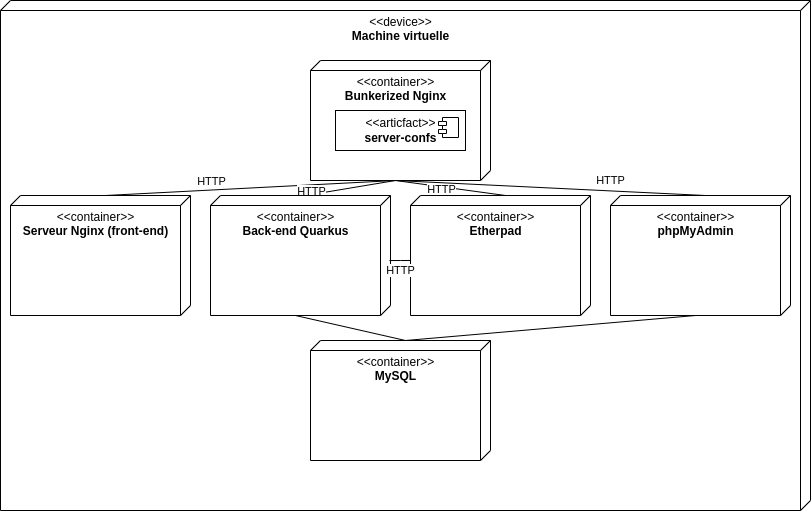 <<device>>
Machine virtuelle
<<container>>
Bunkerized Nginx
<<articfact>>
server-confs
HTTP
HTTP
HTTP
HTTP
<<container>>
Serveur Nginx (front-end)
<<container>>
Back-end Quarkus
<<container>>
Etherpad
<<container>>
phpMyAdmin
HTTP
<<container>>
MySQL